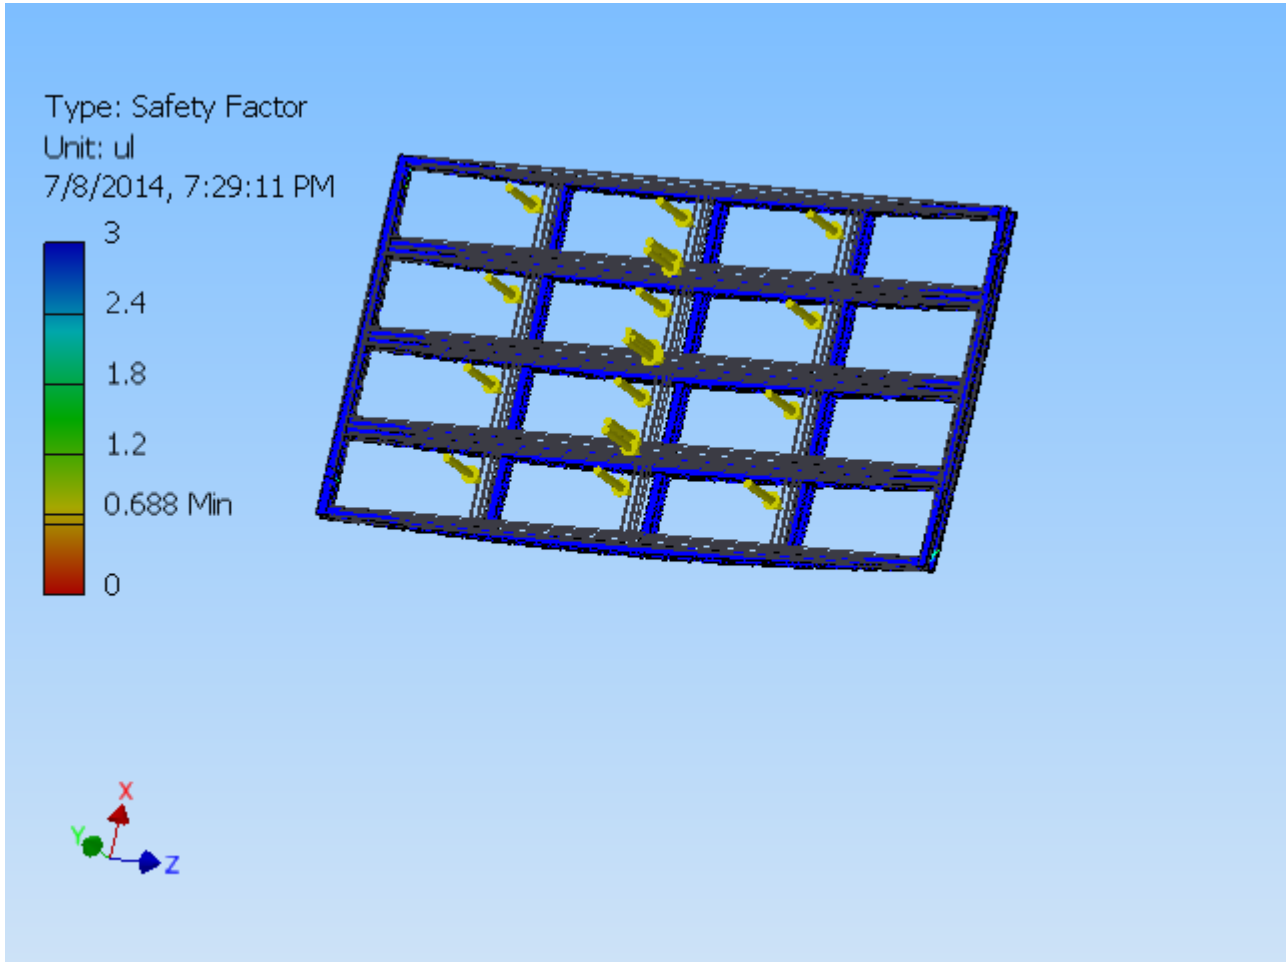 Type: Safety Factor
Unit: ul
7/8/2014, 7:29:11 PM
3
2.4
1.8
1.2
0.688 Min
0
X
Y
Z